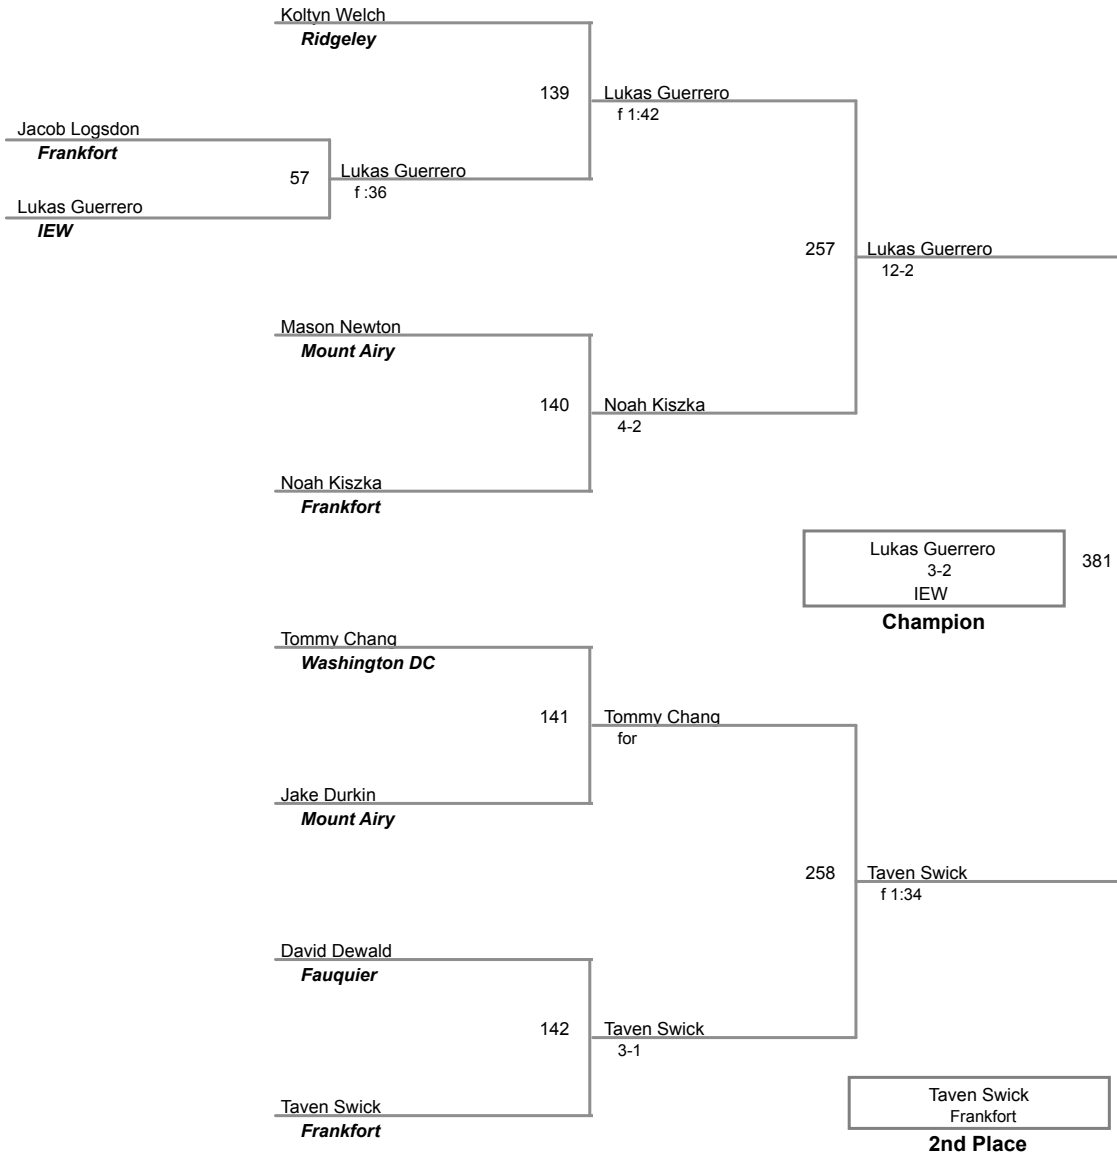 Koltyn Welch
Ridgeley
139
Lukas Guerrero
f 1:42
Jacob Logsdon
Frankfort
57
Lukas Guerrero
f :36
Lukas Guerrero
IEW
257
Lukas Guerrero
12-2
Mason Newton
Mount Airy
140
Noah Kiszka
4-2
Noah Kiszka
Frankfort
Lukas Guerrero
3-2
IEW
381
Champion
Tommy Chang
Washington DC
141
Tommy Chang
for
Jake Durkin
Mount Airy
258
Taven Swick
f 1:34
David Dewald
Fauquier
142
Taven Swick
3-1
Taven Swick
Frankfort
Taven Swick
Frankfort
2nd Place